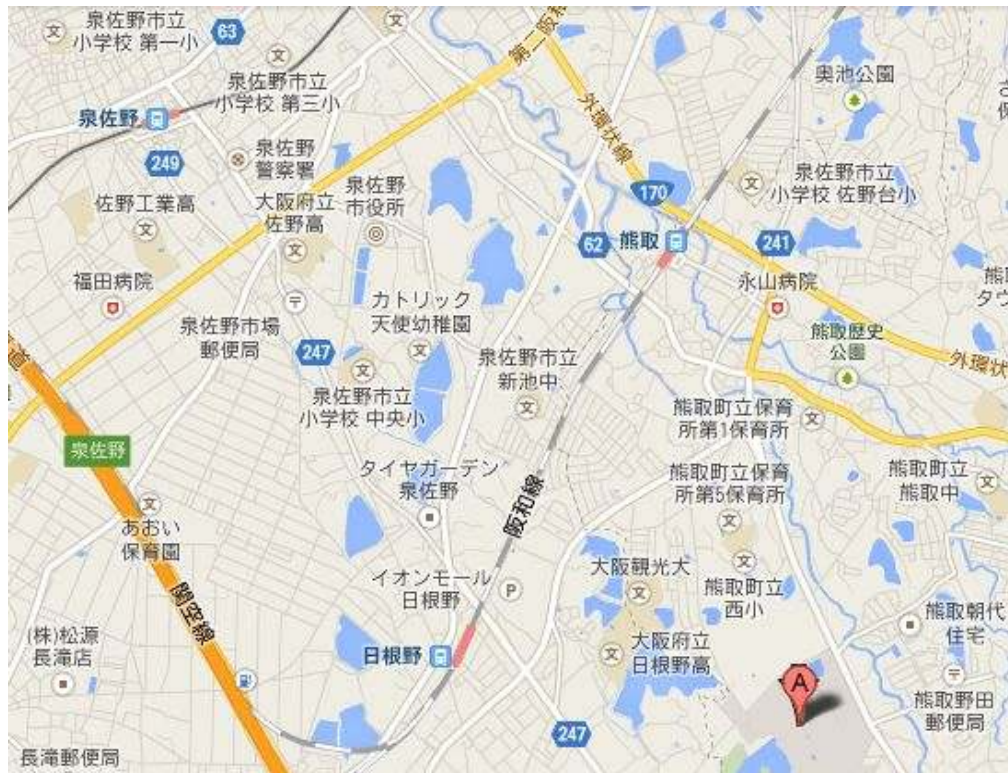 泉佐野市立
小学校 第一小
63
第二阪和
奥池公園
泉佐野市立
小学校 第三小
泉佐野
外環状線
249
泉佐野
警察署
佐野工業高
大阪府立
佐野高
泉佐野
市役所
170
泉佐野市立
小学校 佐野台小
62
熊取
241
福田病院
永山病院
熊
タウ
泉佐野市場
郵便局
カトリック
天使幼稚園
247
泉佐野市立
新池中
熊取歴史
公園
外環状
道
泉佐野市立
小学校 中央小
熊取町立保育
所第1保育所
泉佐野
タイヤガーデン
泉佐野
熊取町立保育
所第5保育所
熊取町立
熊取中
阪和線
あおい
保育園
イオンモール
日根野
P
大阪観光大
熊取町立
西小
関空線
熊取朝代
住宅
(株)松源
長滝店
日根野
大阪府立
日根野高
A
熊取野田
郵便局
247
長滝郵便局